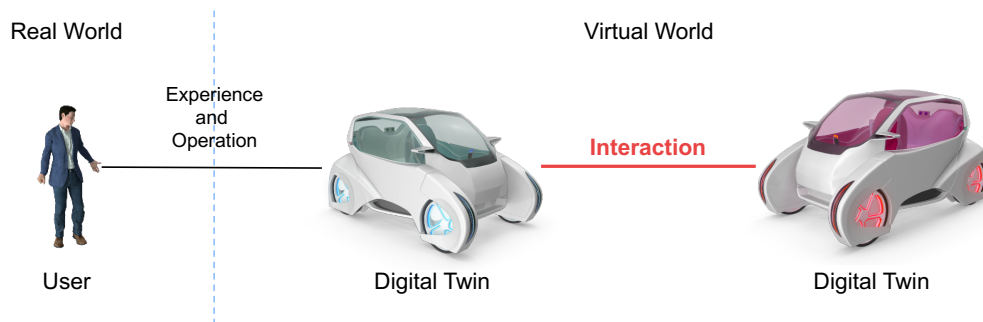 Real World
Virtual World
Experience
and
Operation
Interaction
User
Digital Twin
Digital Twin